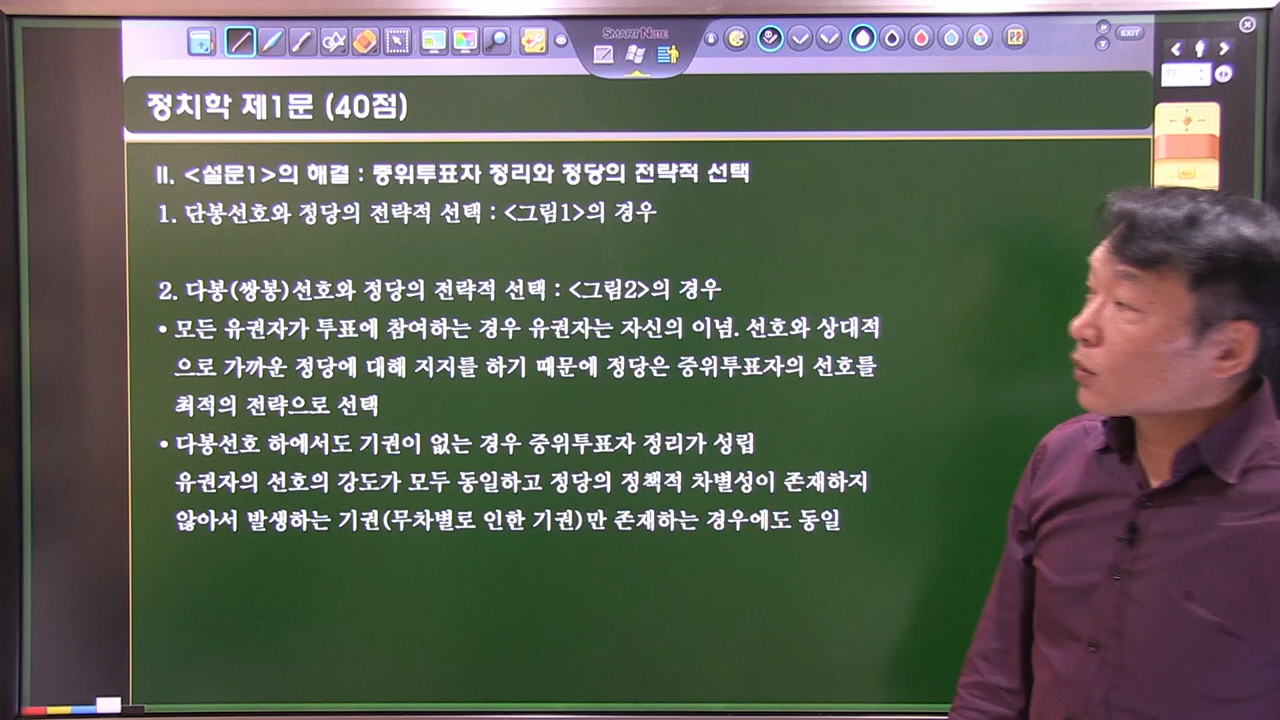 SMART NOTE
EXIT
정치학 제1문 (40점)
II. <설문1>의 해결 : 중위투표자 정리와 정당의 전략적 선택
1. 단봉선호와 정당의 전략적 선택 : <그림1>의 경우
2. 다봉(쌍봉)선호와 정당의 전략적 선택 : <그림2>의 경우
• 모든 유권자가 투표에 참여하는 경우 유권자는 자신의 이념. 선호와 상대적
으로 가까운 정당에 대해 지지를 하기 때문에 정당은 중위투표자의 선호를
최적의 전략으로 선택
• 다봉선호 하에서도 기권이 없는 경우 중위투표자 정리가 성립
유권자의 선호의 강도가 모두 동일하고 정당의 정책적 차별성이 존재하지
않아서 발생하는 기권(무차별로 인한 기권)만 존재하는 경우에도 동일